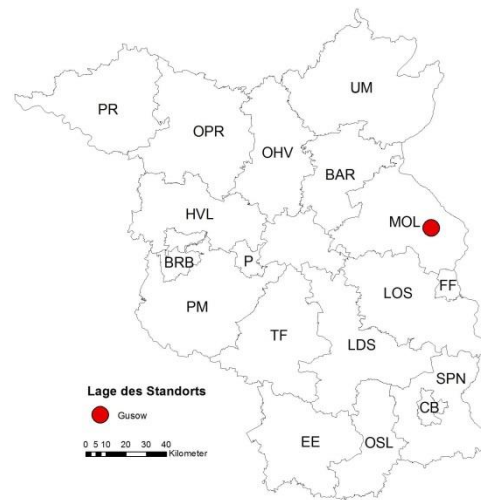 UM
PR
OPR
OHV
BAR
HVL
MOL
BRB
P
FF
LOS
PM
TF
LDS
SPN
Lage des Standorts
CB
Gusow
EE
OSL
0 5 10 20 30 40
Kilometer